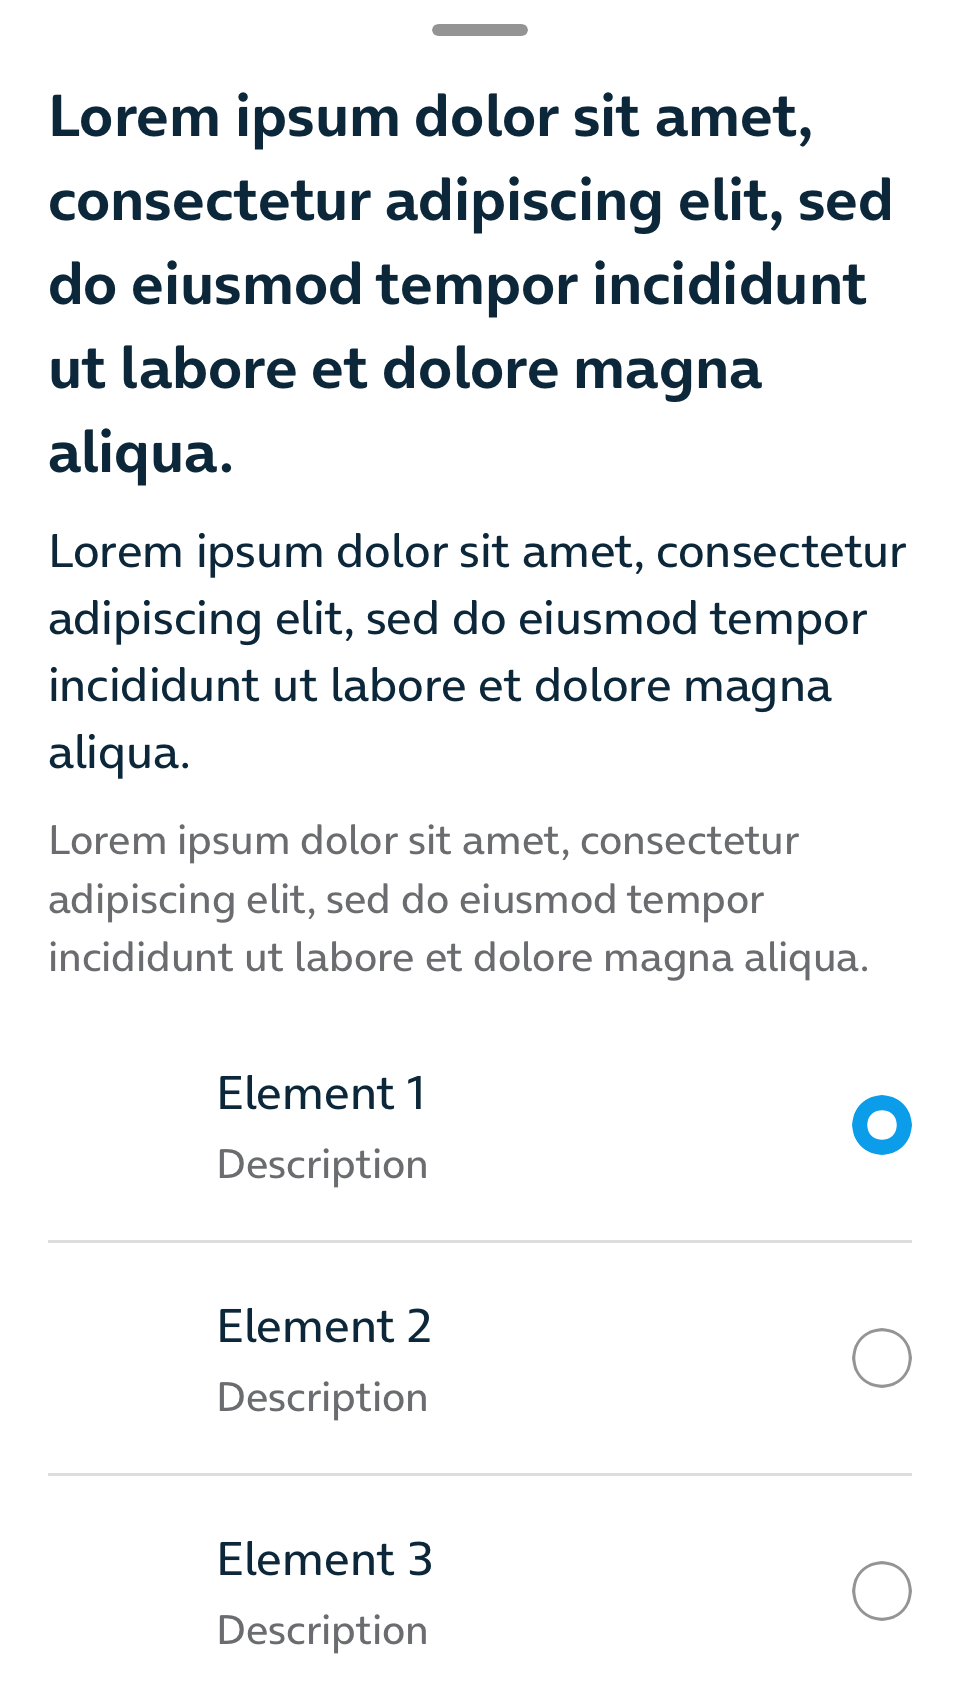 Lorem ipsum dolor sit amet,
consectetur adipiscing elit, sed
do eiusmod tempor incididunt
ut labore et dolore magna
aliqua.
Lorem ipsum dolor sit amet, consectetur
adipiscing elit, sed do eiusmod tempor
incididunt ut labore et dolore magna
aliqua.
Lorem ipsum dolor sit amet, consectetur
adipiscing elit, sed do eiusmod tempor
incididunt ut labore et dolore magna aliqua.
Element 1
Description
Element 2
Description
Element 3
Description